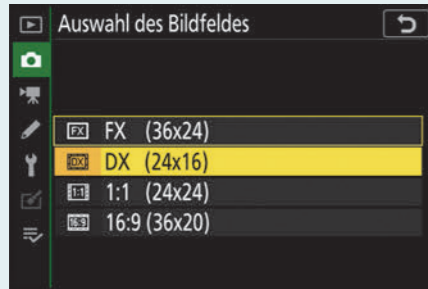 Auswahl des Bildfeldes
FX FX (36x24)
DX DX (24x16)
1:1 1:1 (24x24)
16:9 16:9 (36x20)